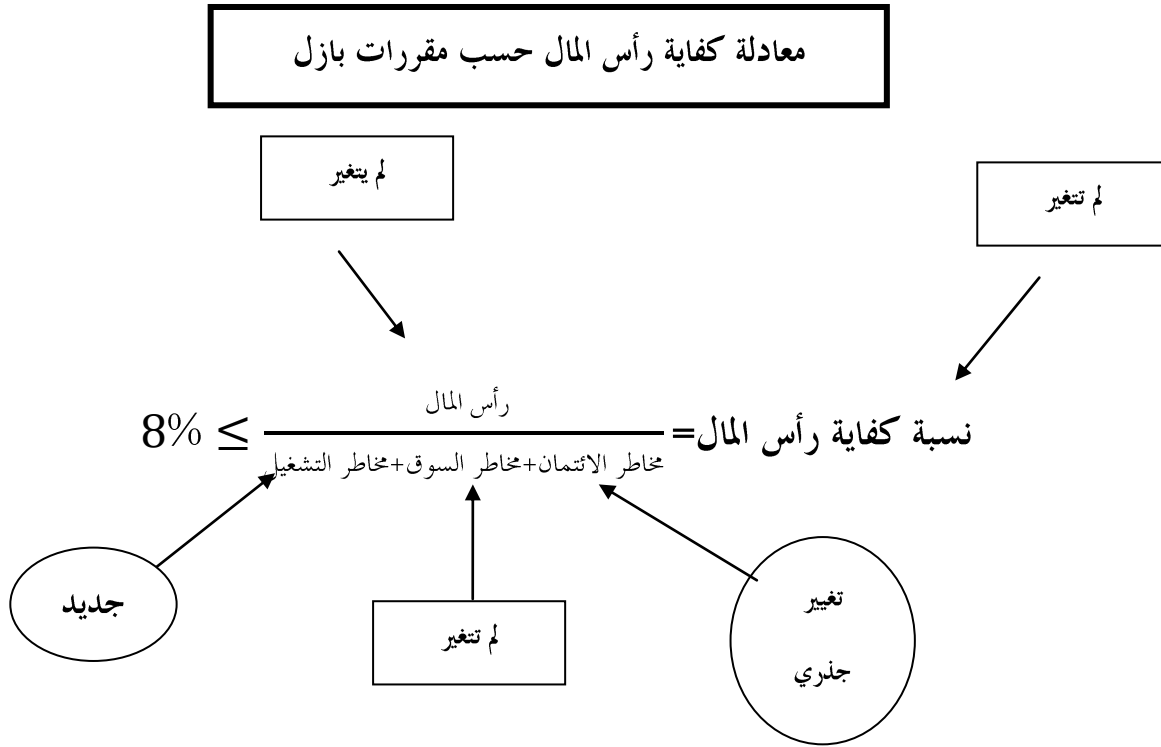 معادلة كفاية رأس المال حسب مقررات بازل
لم يتغير
لم تتغير
رأس المال
نسبة كفاية رأس المال= ≥ 8%
مخاطر الائتمان+مخاطر السوق+مخاطر التشغيل
جديد
لم تتغير
تغيير
جذري